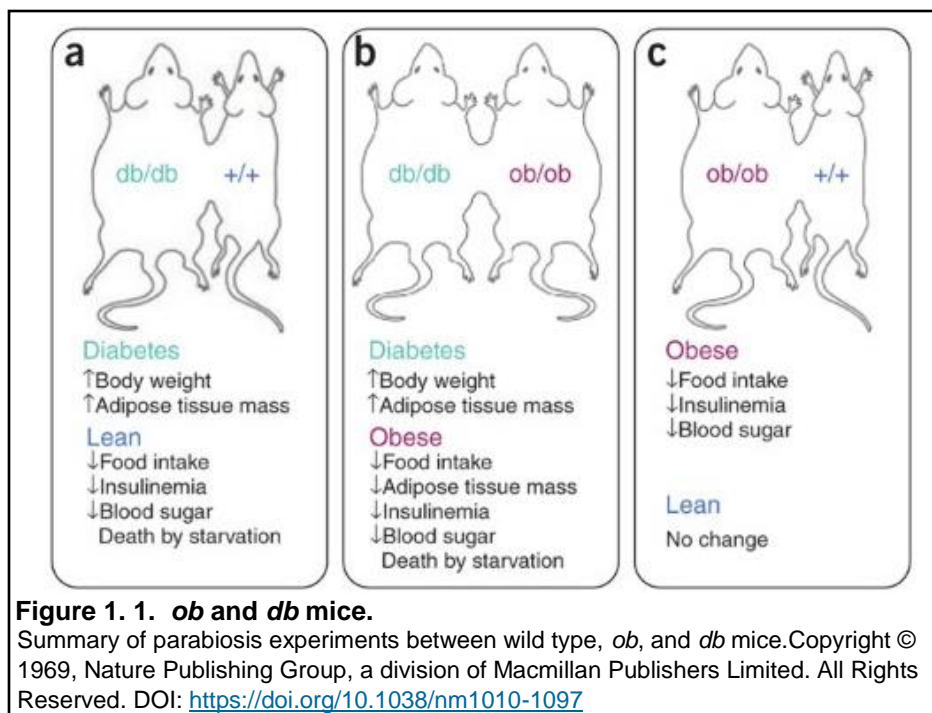 a
db/db +/+
Diabetes
↑Body weight
↑Adipose tissue mass
Lean
↓Food intake
↓Insulinemia
↓Blood sugar
Death by starvation
b
db/db ob/ob
Diabetes
↑Body weight
↑Adipose tissue mass
Obese
↓Food intake
↓Adipose tissue mass
↓Insulinemia
↓Blood sugar
Death by starvation
c
ob/ob +/+
Obese
↓Food intake
↓Insulinemia
↓Blood sugar
Lean
No change
Figure 1. 1. ob and db mice.
Summary of parabiosis experiments between wild type, ob, and db mice.Copyright ©
1969, Nature Publishing Group, a division of Macmillan Publishers Limited. All Rights
Reserved. DOI: https://doi.org/10.1038/nm1010-1097